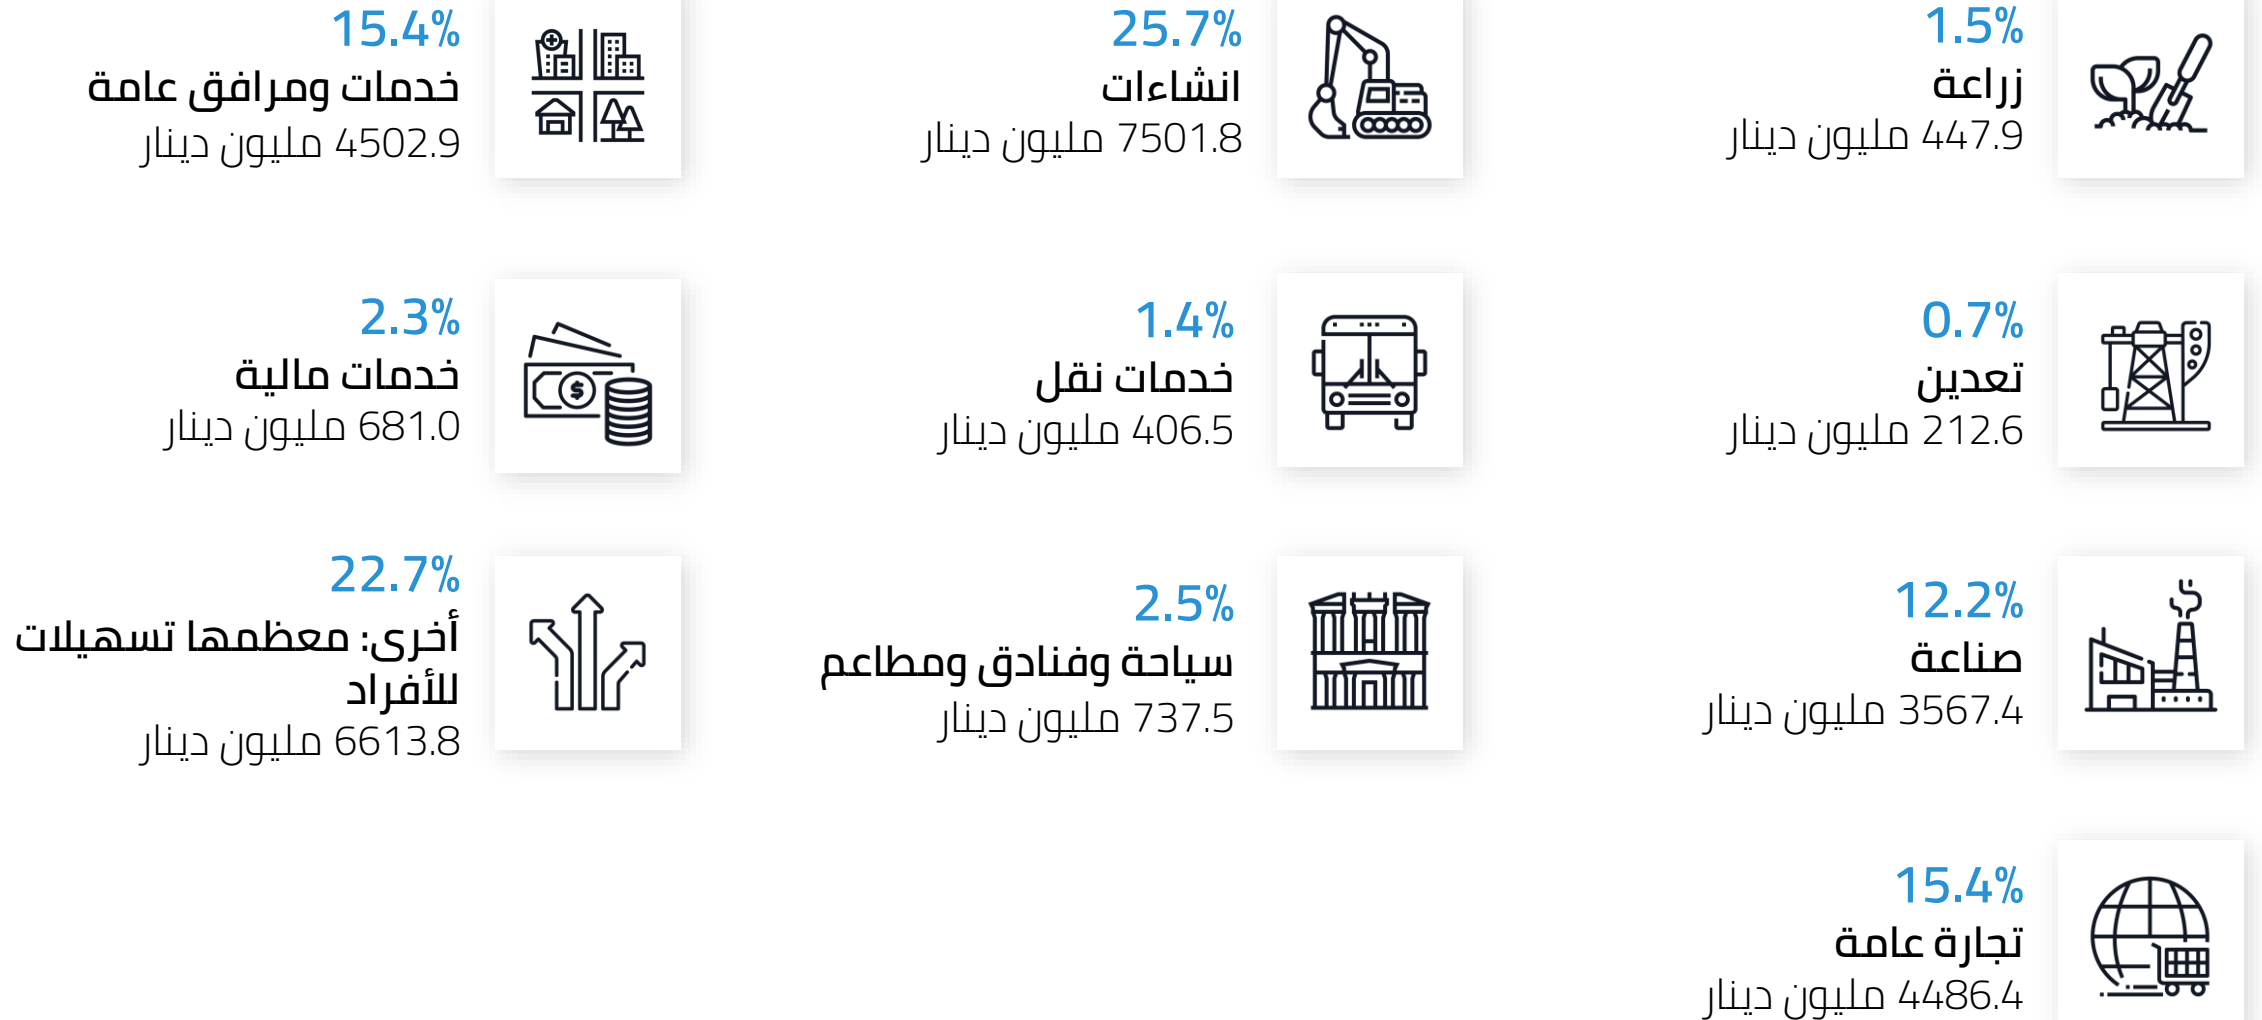 1.5%
زراعة
447.9 مليون دينار
25.7%
انشاءات
7501.8 مليون دينار
15.4%
خدمات ومرافق عامة
4502.9 مليون دينار
0.7%
تعدين
212.6 مليون دينار
1.4%
خدمات نقل
406.5 مليون دينار
2.3%
خدمات مالية
681.0 مليون دينار
12.2%
صناعة
3567.4 مليون دينار
2.5%
سياحة وفنادق ومطاعم
737.5 مليون دينار
22.7%
أخرى: معظمها تسهيلات
للأفراد
6613.8 مليون دينار
15.4%
تجارة عامة
4486.4 مليون دينار